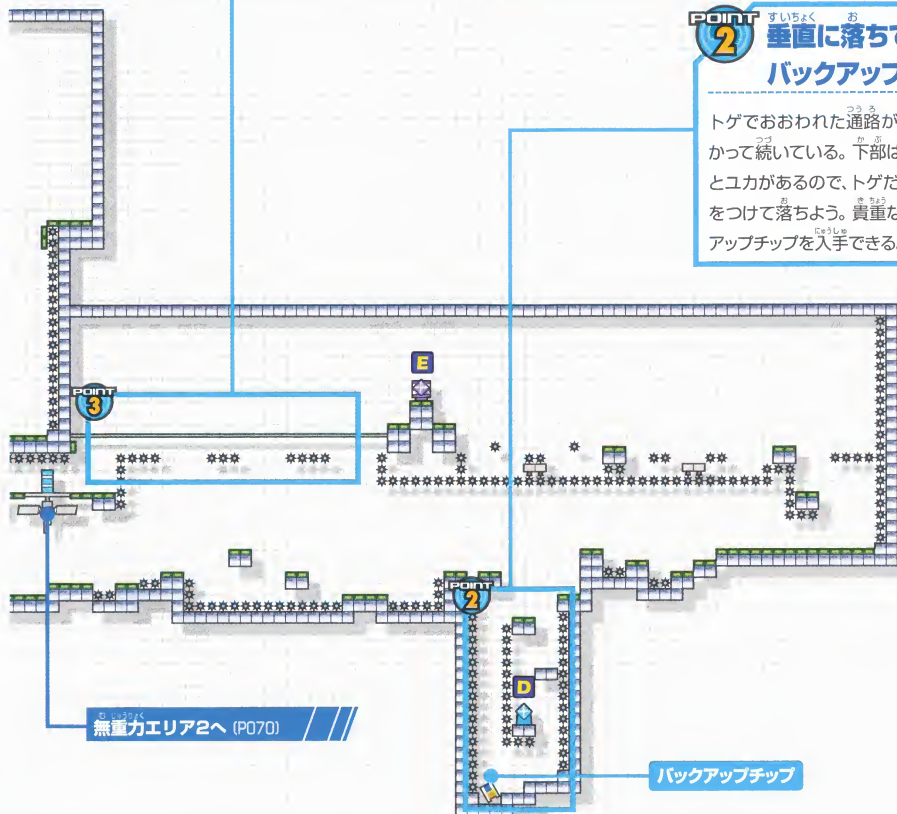 POINT 2
垂直に落ちて
バックアップ
トゲでおおわれた通路が
かって続いている。下部は
とユカがあるので、トゲだ
をつけて落ちよう。貴重な
アップチップを入手できる。
E
POINT 3
POINT 2
D
無重力エリア2へ (P070)
バックアップチップ